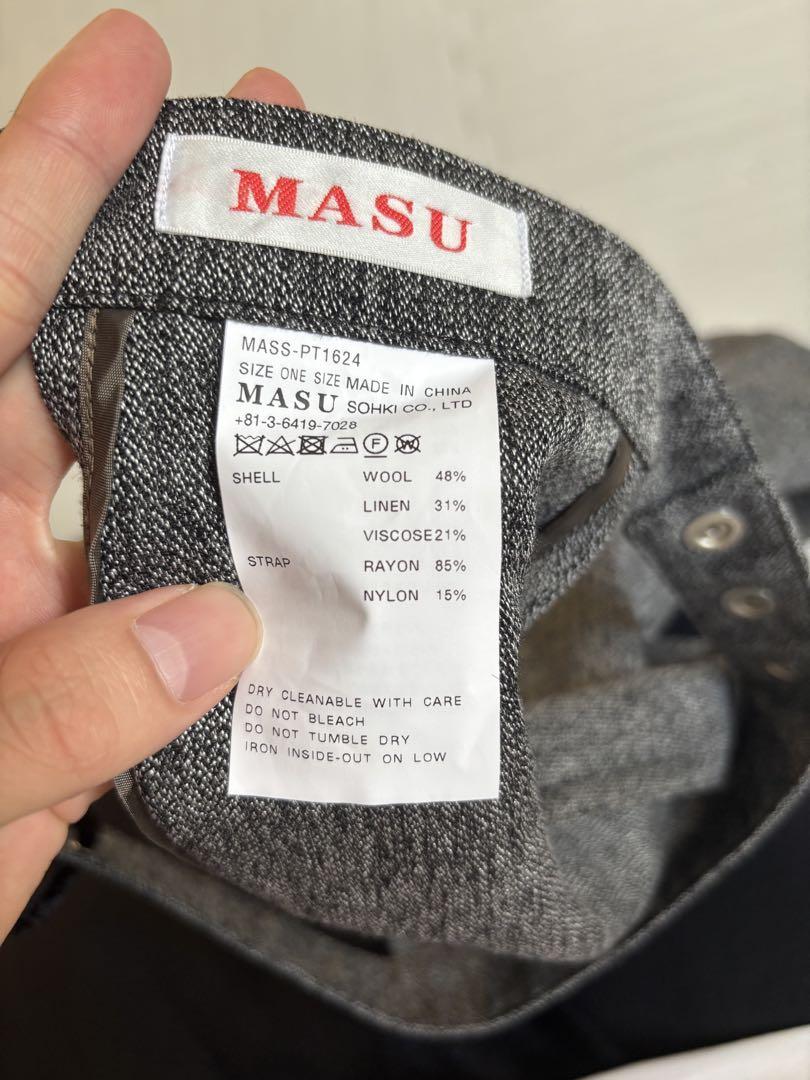 MASU
MASS-PT1624
SIZE ONE SIZE MADE IN CHINA
MASU SOHKI CO., LTD
+81-3-6419-7028
F W
SHELL WOOL 48%
LINEN 31%
VISCOSE21%
STRAP RAYON 85%
NYLON 15%
DRY CLEANABLE WITH CARE
DO NOT BLEACH
DO NOT TUMBLE DRY
IRON INSIDE-OUT ON LOW